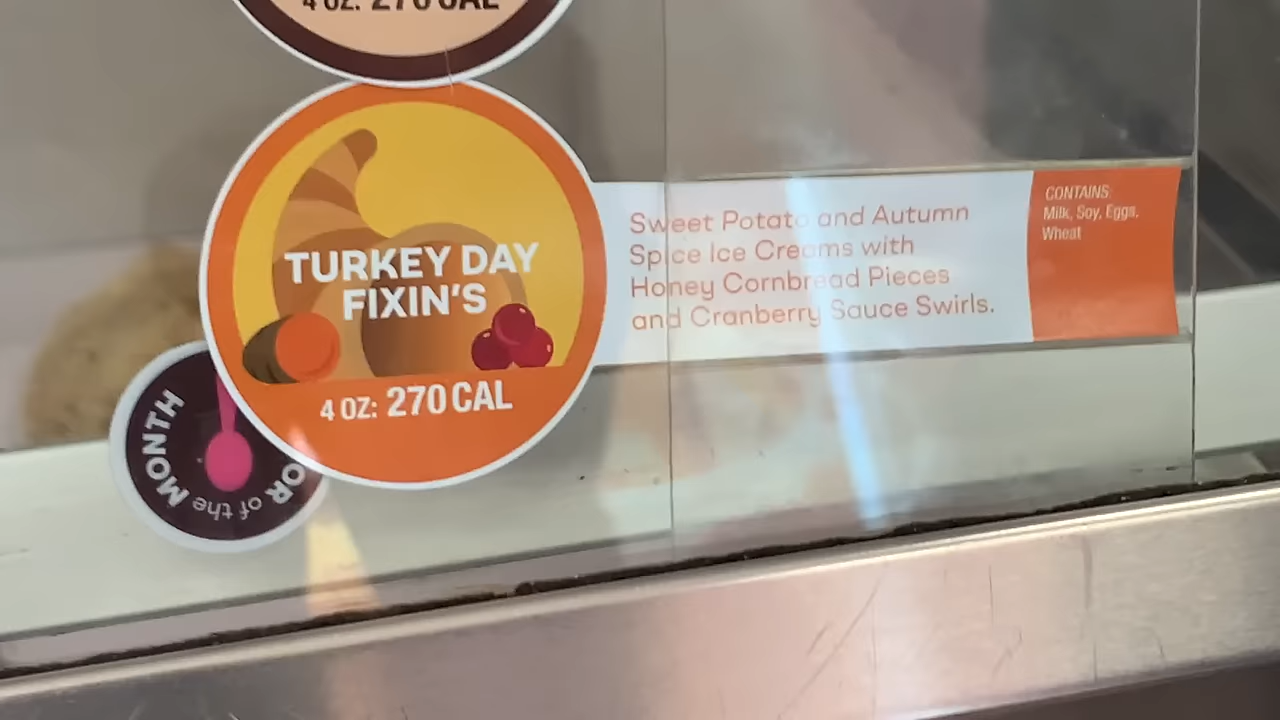 4 OZ: 270 CAL
TURKEY DAY
FIXIN'S
4 OZ: 270 CAL
Sweet Potato and Autumn
Spice Ice Creams with
Honey Cornbread Pieces
and Cranberry Sauce Swirls.
CONTAINS:
Milk, Soy, Eggs,
Wheat
OR of the MONTH